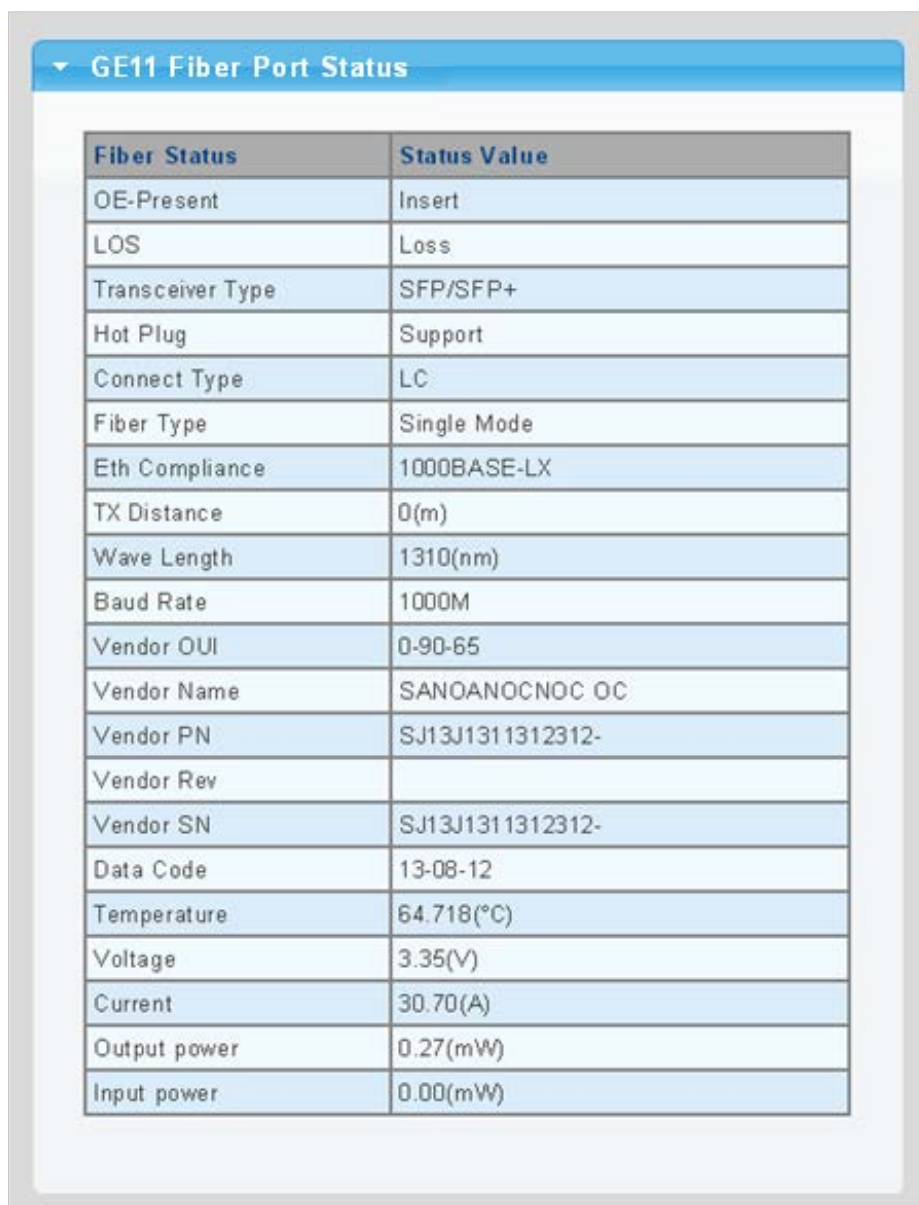 GE11 Fiber Port Status
Fiber Status Status Value
OE-Present Insert
LOS Loss
Transceiver Type SFP/SFP+
Hot Plug Support
Connect Type LC
Fiber Type Single Mode
Eth Compliance 1000BASE-LX
TX Distance 0(m)
Wave Length 1310(nm)
Baud Rate 1000M
Vendor OUI 0-90-65
Vendor Name SANOANOCNOC OC
Vendor PN SJ13J1311312312-
Vendor Rev
Vendor SN SJ13J1311312312-
Data Code 13-08-12
Temperature 64.718(°C)
Voltage 3.35(V)
Current 30.70(A)
Output power 0.27(mW)
Input power 0.00(mW)